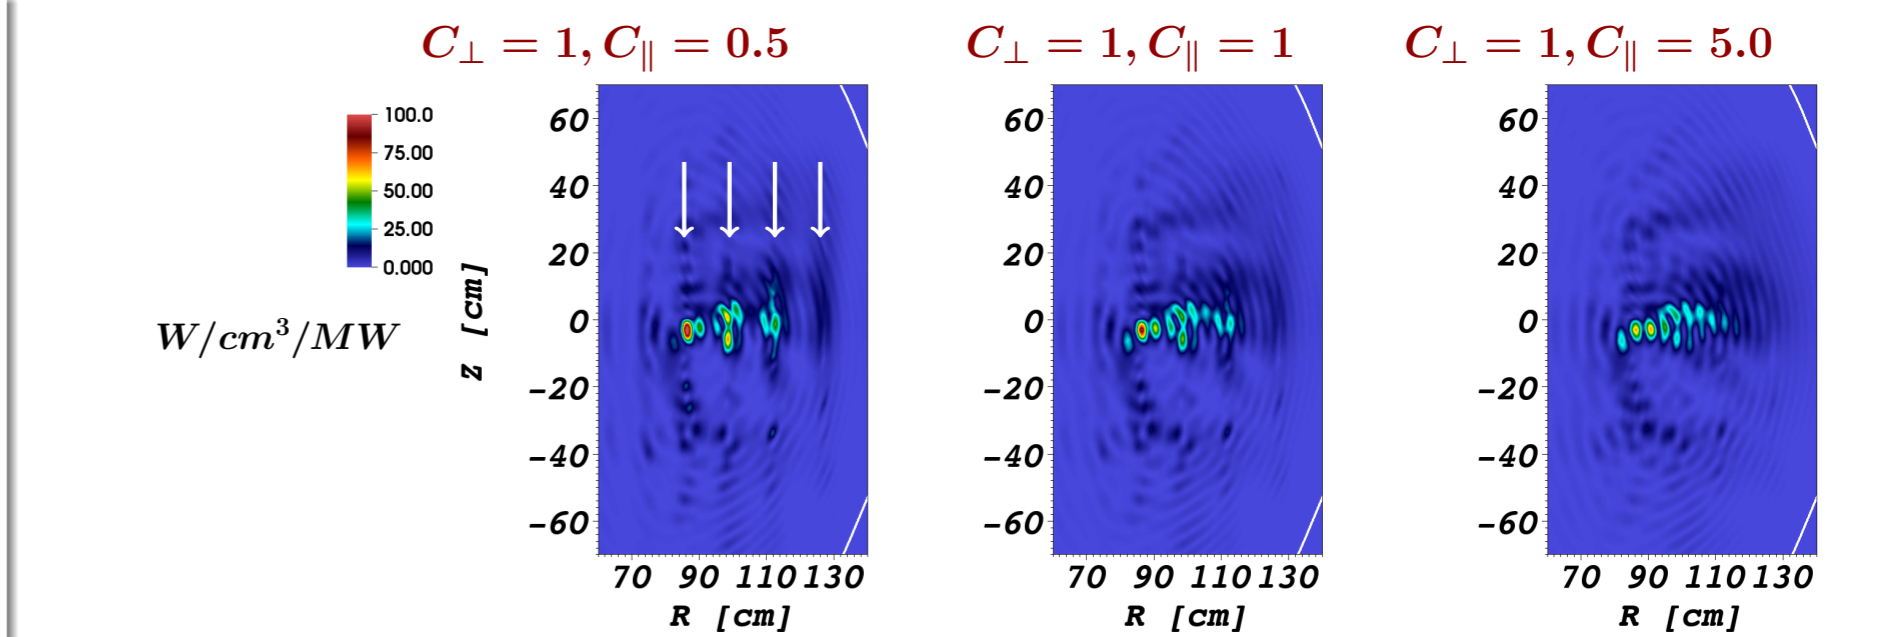 C⊥ = 1, C∥ = 0.5
C⊥ = 1, C∥ = 1
C⊥ = 1, C∥ = 5.0
100.0
75.00
50.00
25.00
0.000
W/cm³/MW
Z [cm]
60
40
20
0
−20
−40
−60
70 90 110 130
R [cm]
60
40
20
0
−20
−40
−60
70 90 110 130
R [cm]
60
40
20
0
−20
−40
−60
70 90 110 130
R [cm]